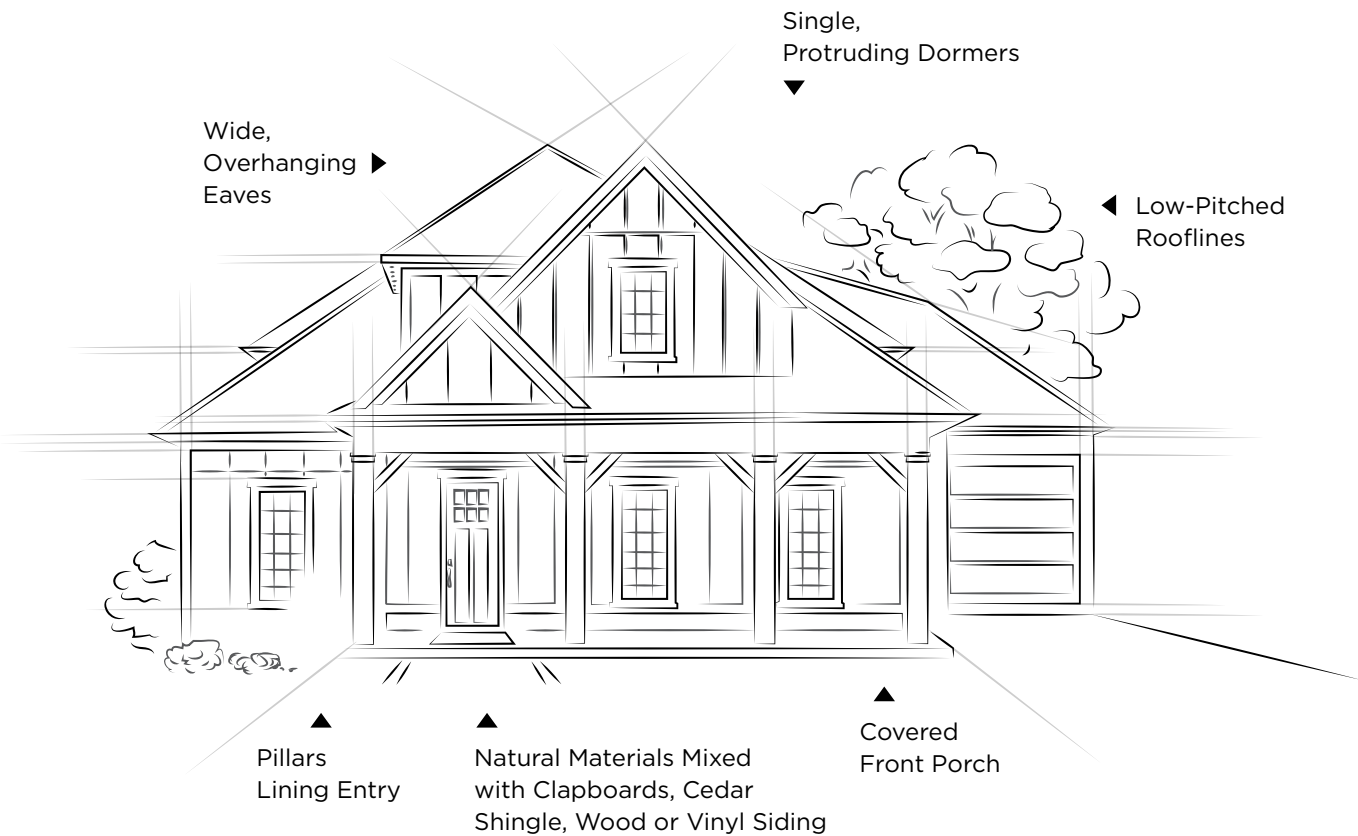 Single,
Protruding Dormers
Wide,
Overhanging
Eaves
Low-Pitched
Rooflines
Pillars
Lining Entry
Natural Materials Mixed
with Clapboards, Cedar
Shingle, Wood or Vinyl Siding
Covered
Front Porch